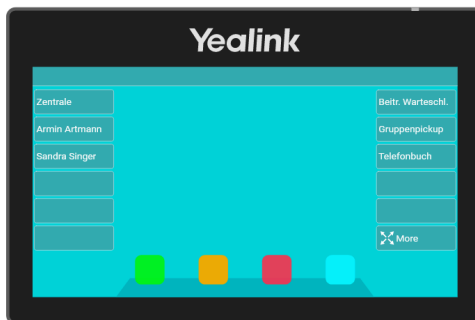 Yealink
Zentrale
Beitr. Warteschl.
Armin Artmann
Gruppenpickup
Sandra Singer
Telefonbuch
More